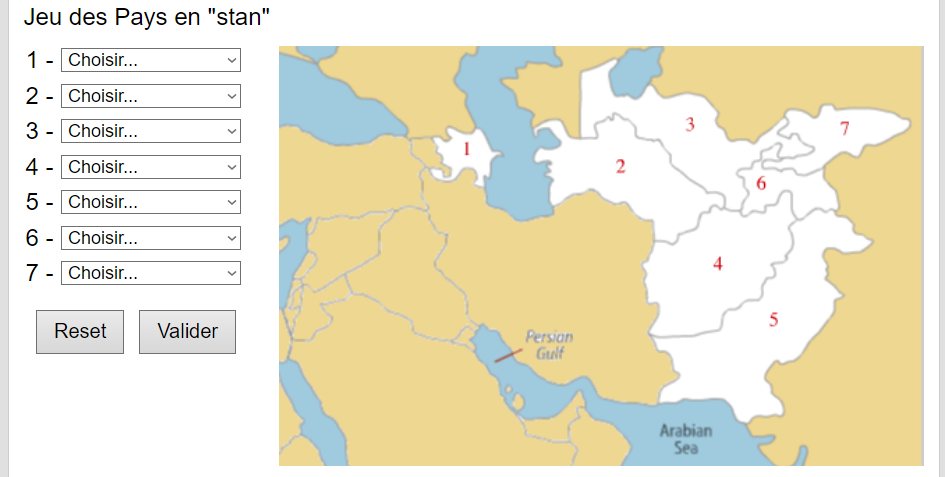 Jeu des Pays en "stan"
1 - Choisir...
2 - Choisir...
3 - Choisir...
4 - Choisir...
5 - Choisir...
6 - Choisir...
7 - Choisir...
Reset Valider
1
2
3
4
5
6
7
Persian
Gulf
Arabian
Sea